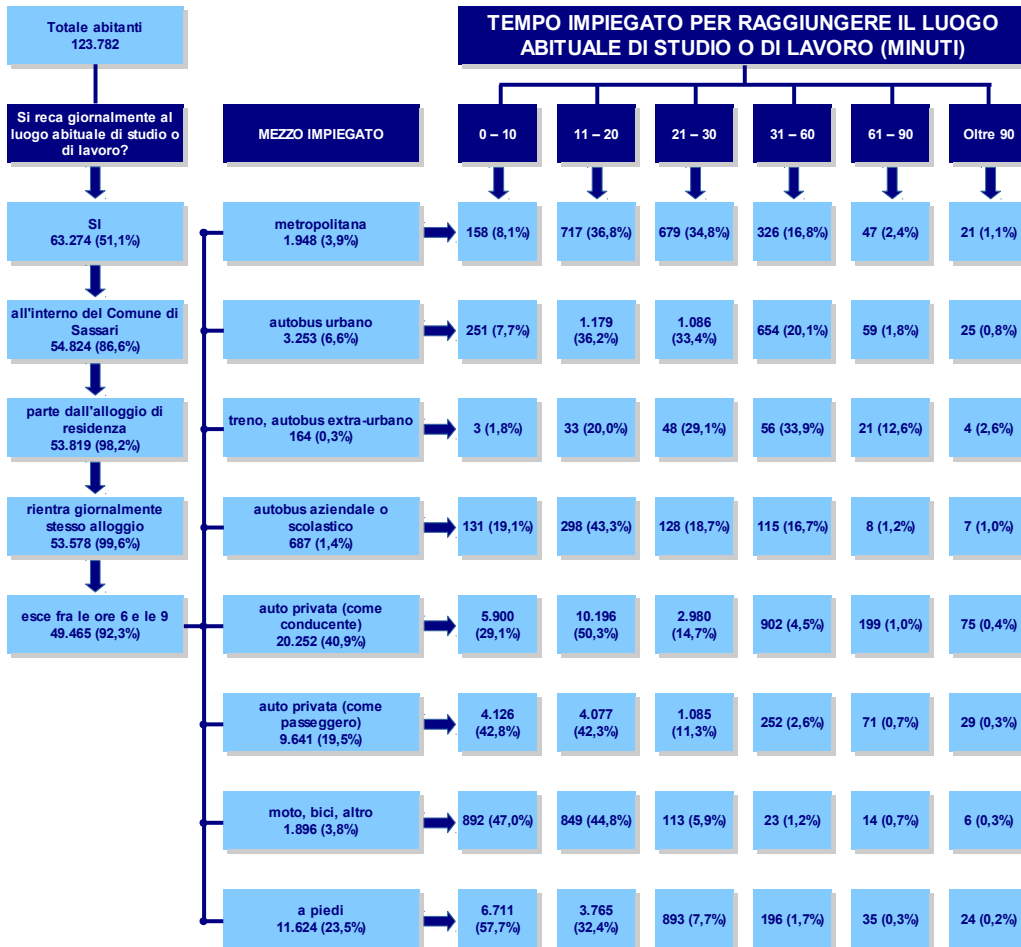 Totale abitanti
123.782
TEMPO IMPIEGATO PER RAGGIUNGERE IL LUOGO
ABITUALE DI STUDIO O DI LAVORO (MINUTI)
Si reca giornalmente al
luogo abituale di studio o
di lavoro?
MEZZO IMPIEGATO
0 – 10
11 – 20
21 – 30
31 – 60
61 – 90
Oltre 90
SI
63.274 (51,1%)
metropolitana
1.948 (3,9%)
158 (8,1%)
717 (36,8%)
679 (34,8%)
326 (16,8%)
47 (2,4%)
21 (1,1%)
all'interno del Comune di
Sassari
54.824 (86,6%)
autobus urbano
3.253 (6,6%)
251 (7,7%)
1.179
(36,2%)
1.086
(33,4%)
654 (20,1%)
59 (1,8%)
25 (0,8%)
parte dall'alloggio di
residenza
53.819 (98,2%)
treno, autobus extra-urbano
164 (0,3%)
3 (1,8%)
33 (20,0%)
48 (29,1%)
56 (33,9%)
21 (12,6%)
4 (2,6%)
rientra giornalmente
stesso alloggio
53.578 (99,6%)
autobus aziendale o
scolastico
687 (1,4%)
131 (19,1%)
298 (43,3%)
128 (18,7%)
115 (16,7%)
8 (1,2%)
7 (1,0%)
esce fra le ore 6 e le 9
49.465 (92,3%)
auto privata (come
conducente)
20.252 (40,9%)
5.900
(29,1%)
10.196
(50,3%)
2.980
(14,7%)
902 (4,5%)
199 (1,0%)
75 (0,4%)
auto privata (come
passeggero)
9.641 (19,5%)
4.126
(42,8%)
4.077
(42,3%)
1.085
(11,3%)
252 (2,6%)
71 (0,7%)
29 (0,3%)
moto, bici, altro
1.896 (3,8%)
892 (47,0%)
849 (44,8%)
113 (5,9%)
23 (1,2%)
14 (0,7%)
6 (0,3%)
a piedi
11.624 (23,5%)
6.711
(57,7%)
3.765
(32,4%)
893 (7,7%)
196 (1,7%)
35 (0,3%)
24 (0,2%)